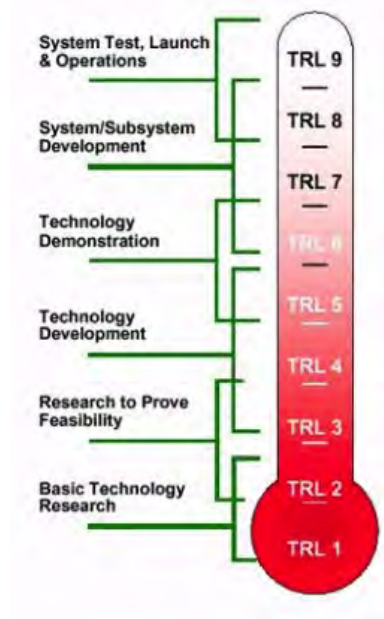 System Test, Launch
& Operations
System/Subsystem
Development
Technology
Demonstration
Technology
Development
Research to Prove
Feasibility
Basic Technology
Research
TRL 9
TRL 8
TRL 7
TRL 6
TRL 5
TRL 4
TRL 3
TRL 2
TRL 1